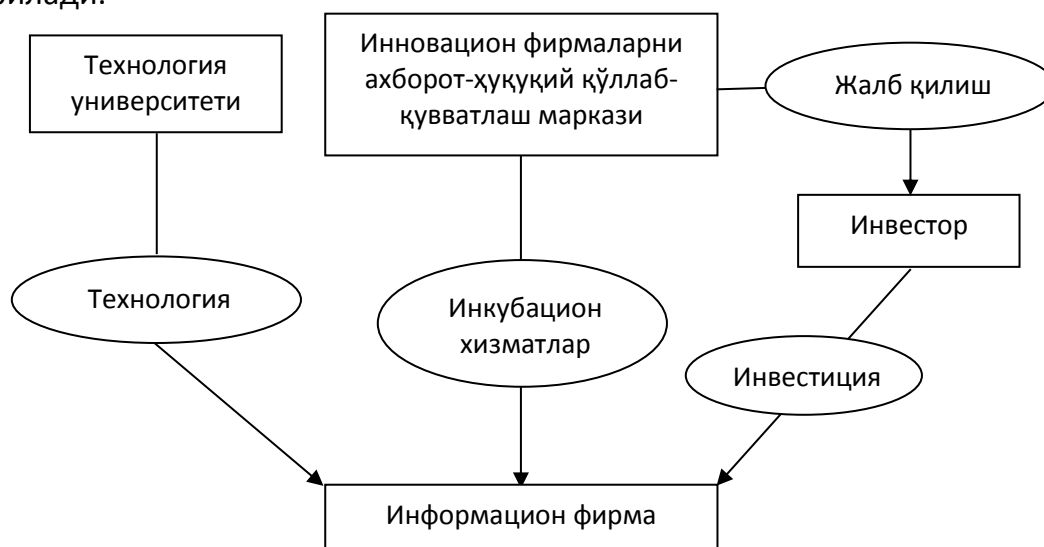 Технология
университети
Инновацион фирмаларни
ахборот-ҳуқуқий қўллаб-
қувватлаш маркази
Жалб қилиш
Инвестор
Технология
Инкубацион
хизматлар
Инвестиция
Информацион фирма